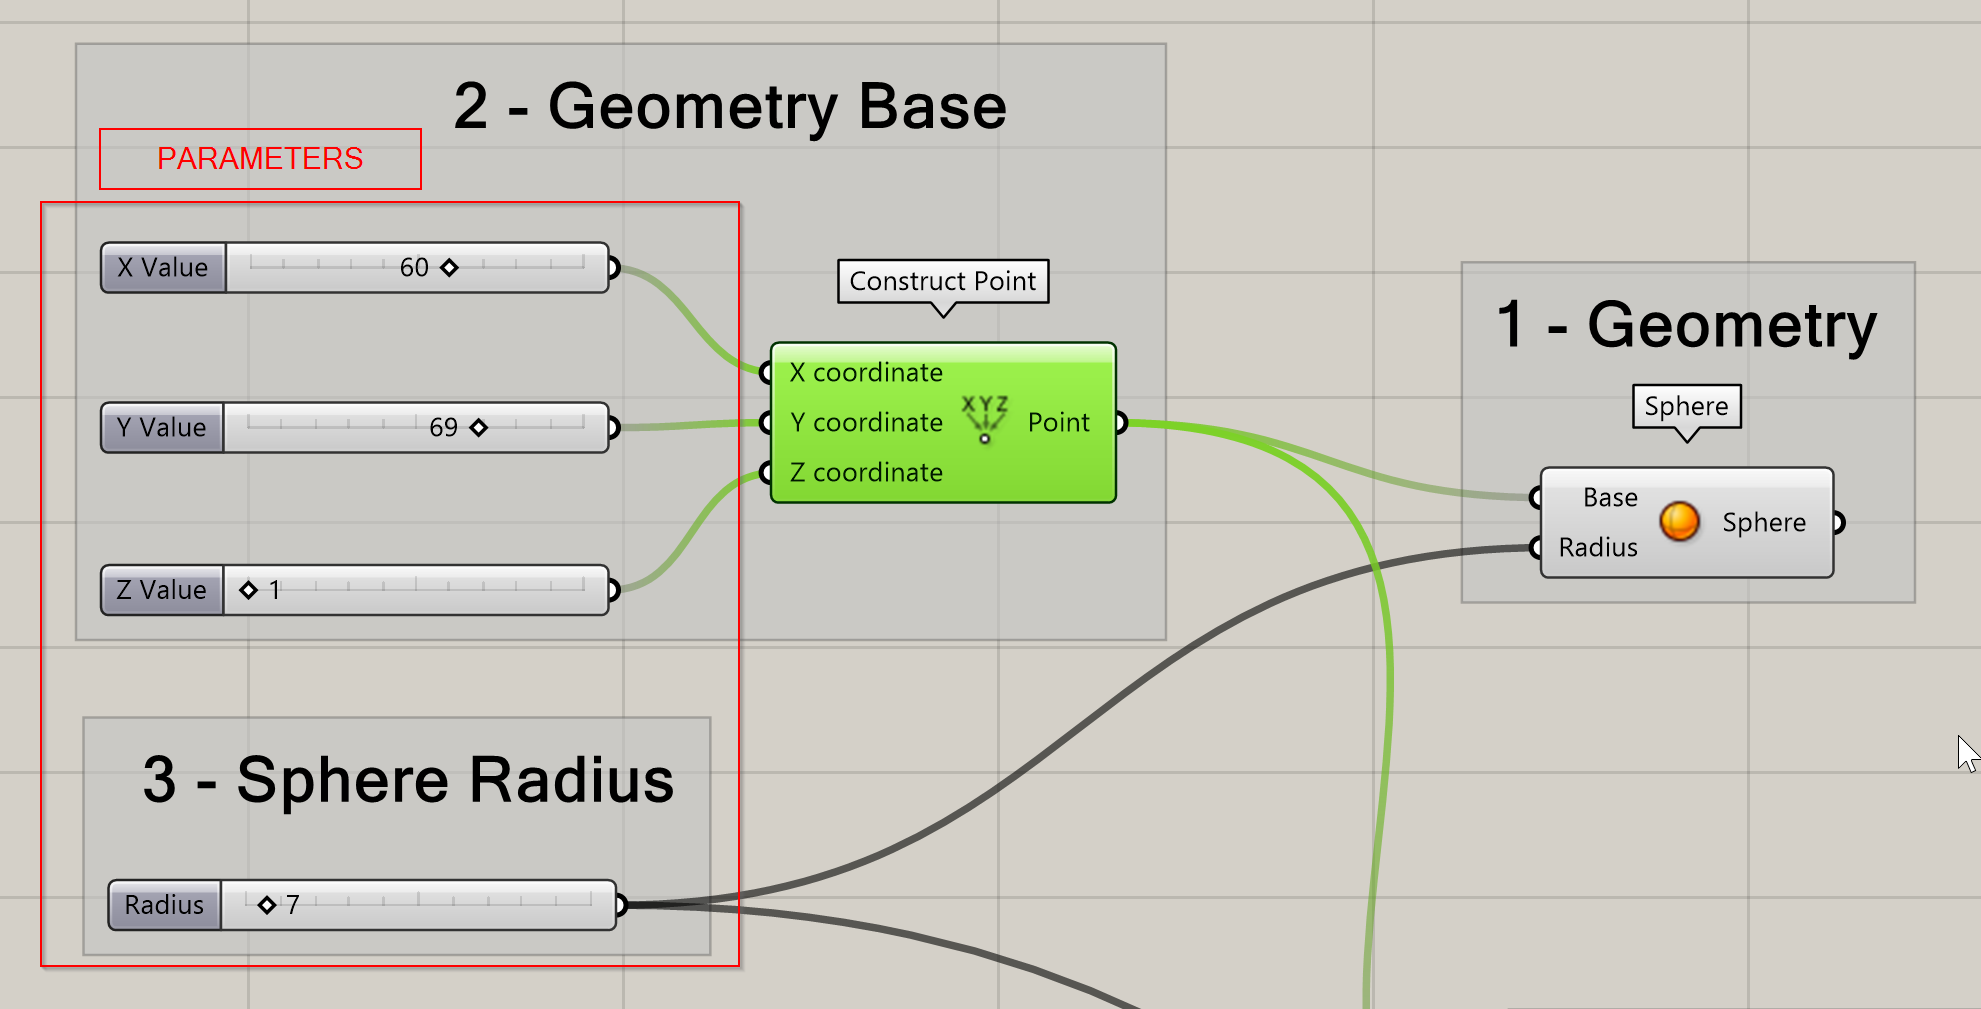 2 - Geometry Base
PARAMETERS
X Value 60
Construct Point
X coordinate
Y Value 69
Y coordinate XYZ Point
Z coordinate
Z Value 1
1 - Geometry
Sphere
Base
Sphere
Radius
3 - Sphere Radius
Radius 7